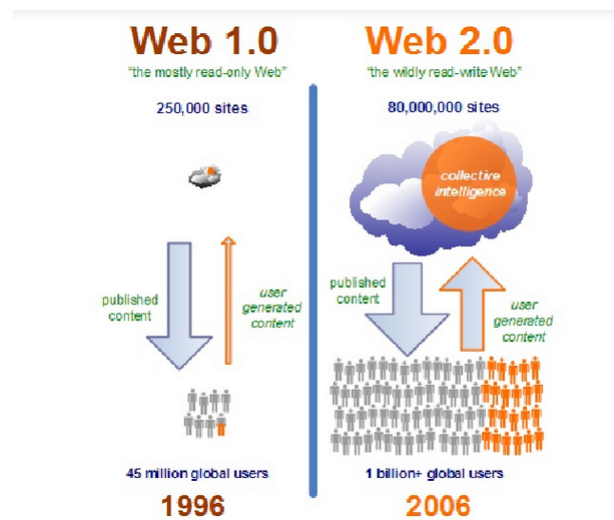 Web 1.0
"the mostly read-only Web"
250,000 sites
published
content
user
generated
content
45 million global users
1996
Web 2.0
"the wildly read-write Web"
80,000,000 sites
collective
intelligence
published
content
user
generated
content
1 billion+ global users
2006